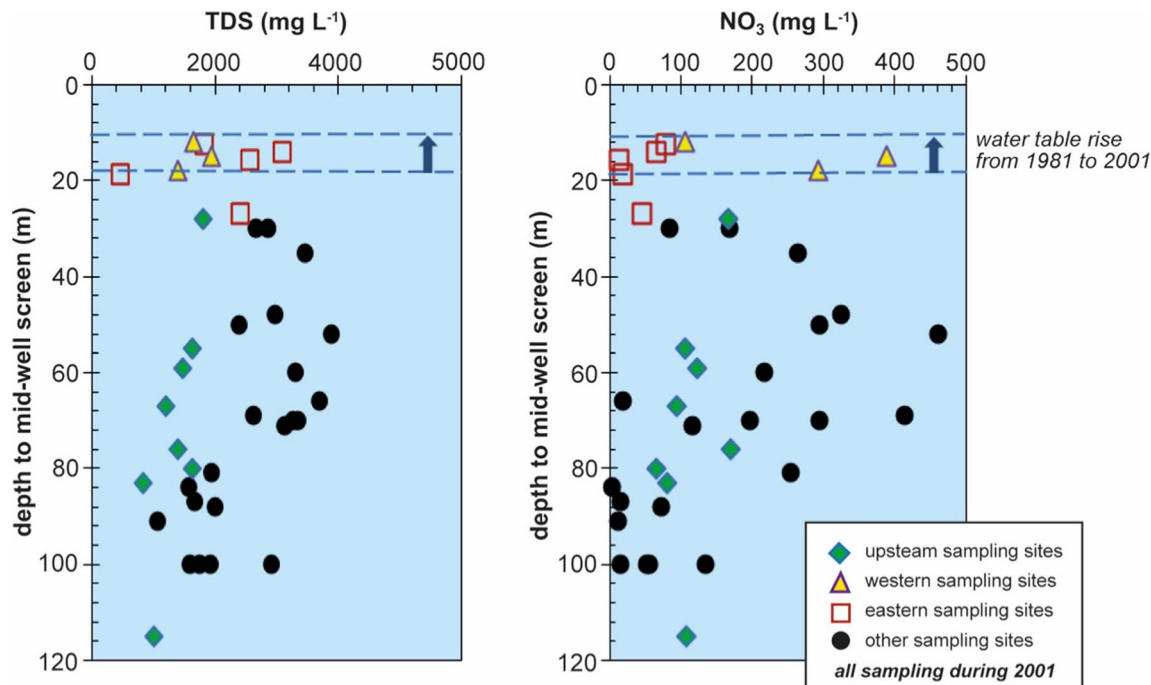 TDS (mg L⁻¹)
0 2000 4000 5000
depth to mid-well screen (m)
0
20
40
60
80
100
120
NO₃ (mg L⁻¹)
0 100 200 300 400 500
depth to mid-well screen (m)
0
20
40
60
80
100
120
water table rise
from 1981 to 2001
upsteam sampling sites
western sampling sites
eastern sampling sites
other sampling sites
all sampling during 2001